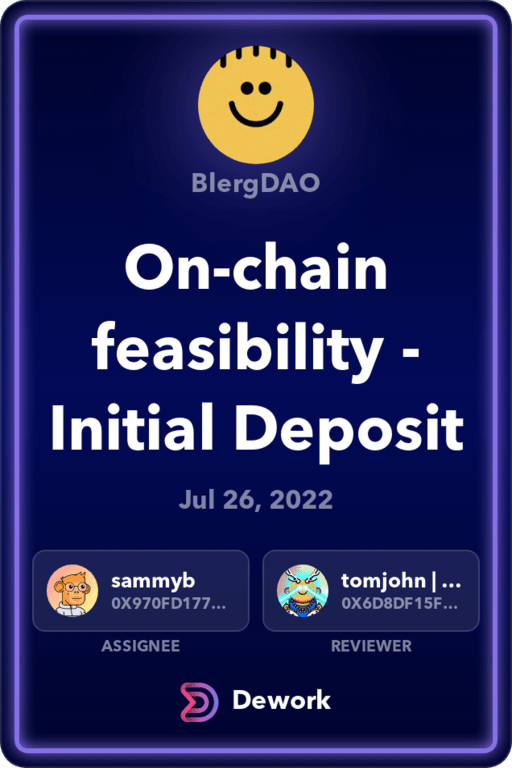 BlergDAO
On-chain
feasibility -
Initial Deposit
Jul 26, 2022
sammyb
0X970FD177...
tomjohn | ...
0X6D8DF15F...
ASSIGNEE
REVIEWER
Dework